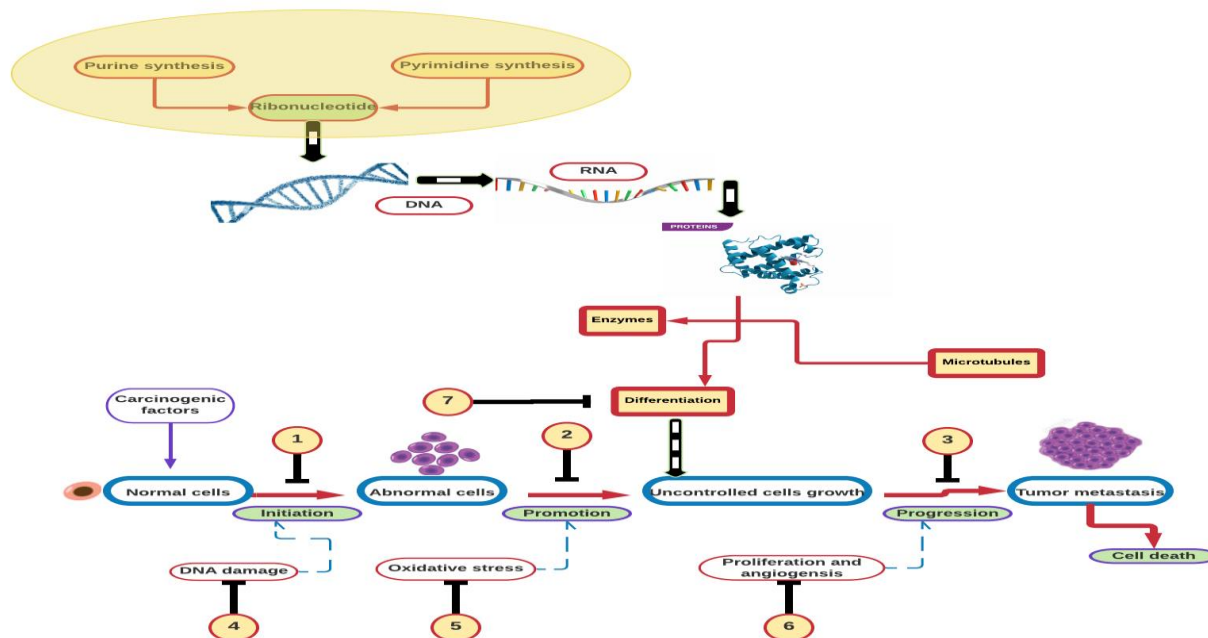 Purine synthesis
Pyrimidine synthesis
Ribonucleotide
RNA
DNA
PROTEINS
Enzymes
Microtubules
Carcinogenic
factors
7
Differentiation
1
2
3
Normal cells
Abnormal cells
Uncontrolled cells growth
Tumor metastasis
Initiation
Promotion
Progression
Cell death
DNA damage
Oxidative stress
Proliferation and
angiogensis
4
5
6